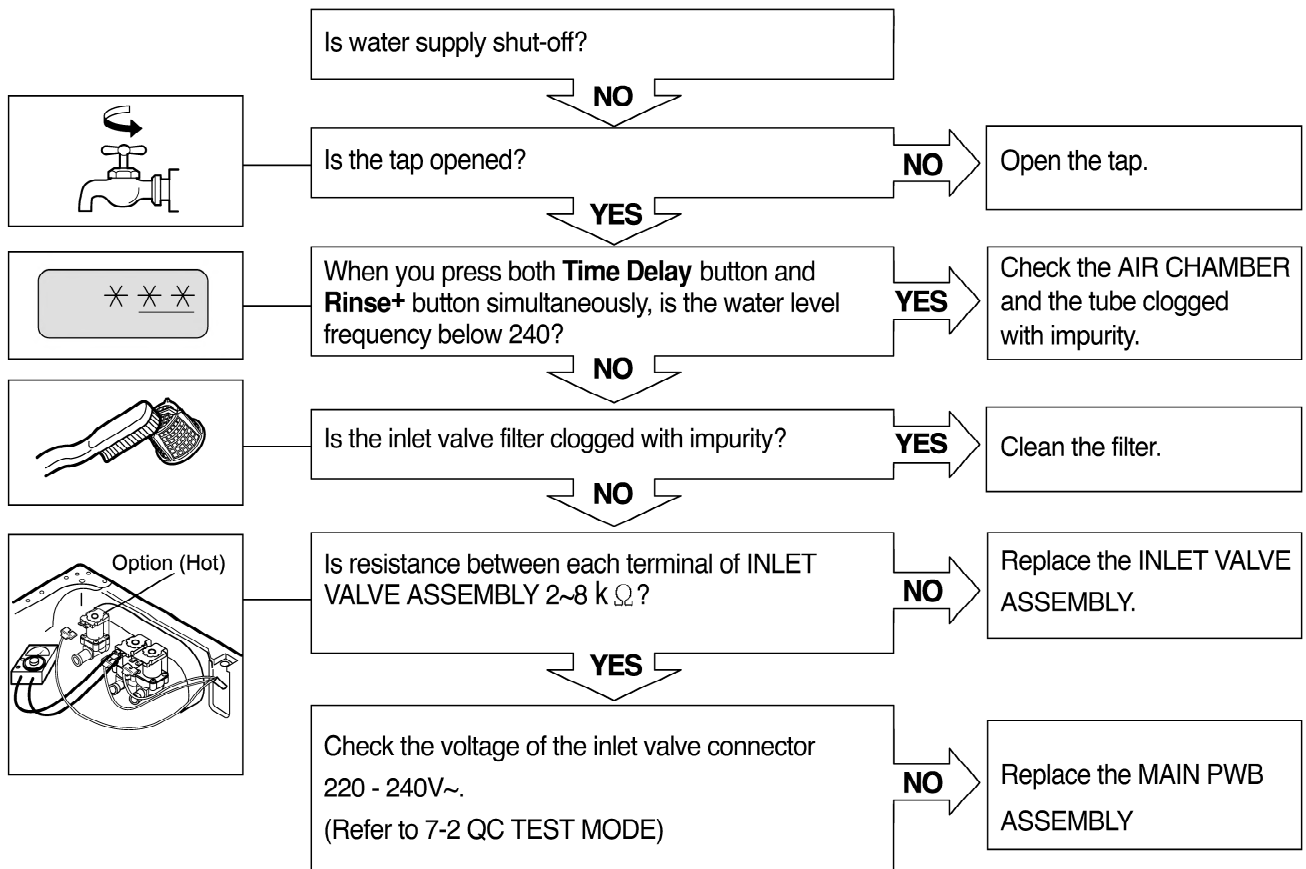 Is water supply shut-off?
NO
Is the tap opened?
NO
Open the tap.
YES
When you press both Time Delay button and
Rinse+ button simultaneously, is the water level
frequency below 240?
YES
Check the AIR CHAMBER
and the tube clogged
with impurity.
NO
Is the inlet valve filter clogged with impurity?
YES
Clean the filter.
NO
Option (Hot)
Is resistance between each terminal of INLET
VALVE ASSEMBLY 2~8 k Ω?
NO
Replace the INLET VALVE
ASSEMBLY.
YES
Check the voltage of the inlet valve connector
220 - 240V~.
(Refer to 7-2 QC TEST MODE)
NO
Replace the MAIN PWB
ASSEMBLY